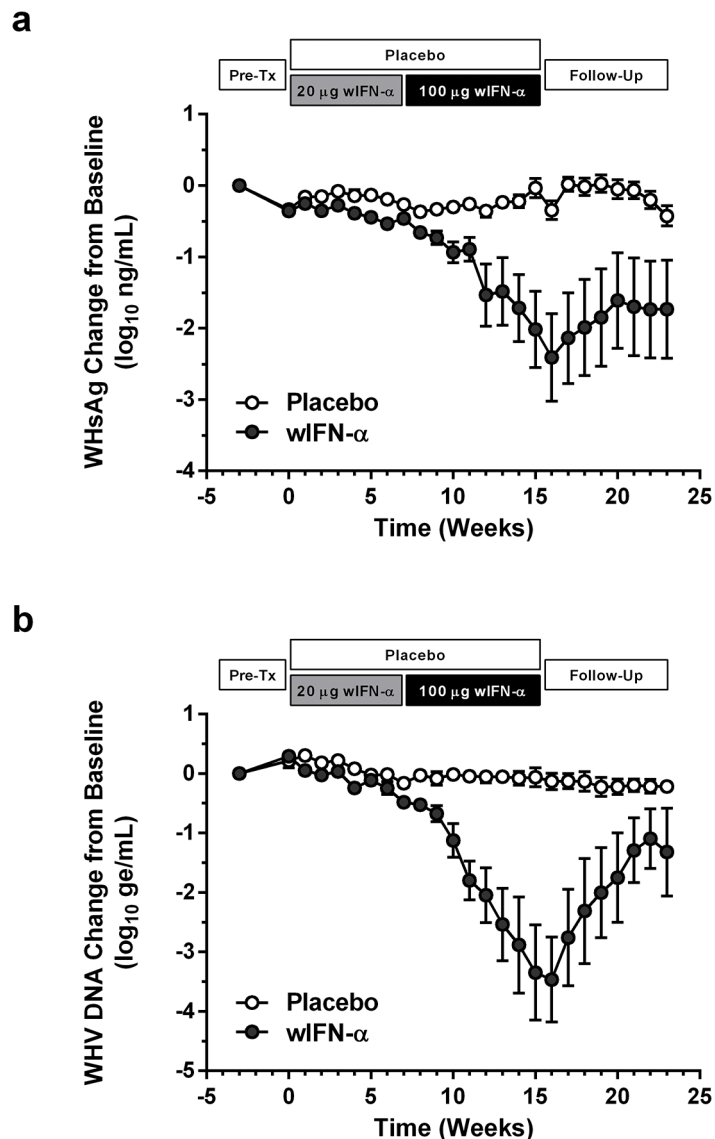 a
Placebo
Pre-Tx
20 µg wIFN-α
100 µg wIFN-α
Follow-Up
WHsAg Change from Baseline
(log10 ng/mL)
1
0
-1
-2
-3
-4
Placebo
wIFN-α
-5 0 5 10 15 20 25
Time (Weeks)
b
Placebo
Pre-Tx
20 µg wIFN-α
100 µg wIFN-α
Follow-Up
WHV DNA Change from Baseline
(log10 ge/mL)
1
0
-1
-2
-3
-4
-5
Placebo
wIFN-α
-5 0 5 10 15 20 25
Time (Weeks)